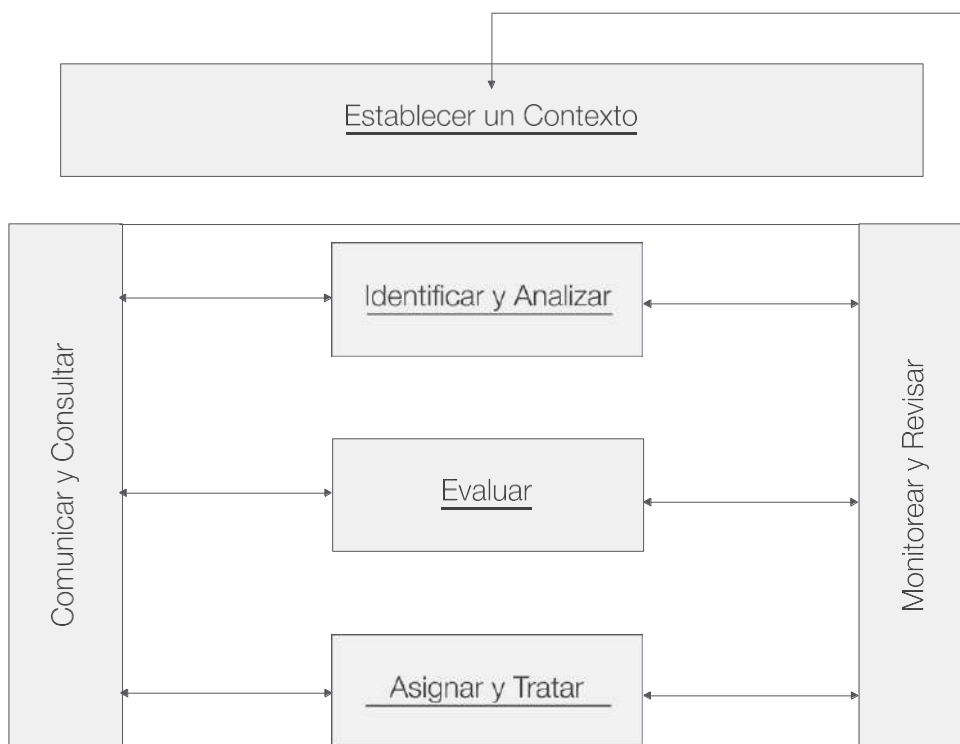 Establecer un Contexto
Comunicar y Consultar
Identificar y Analizar
Evaluar
Asignar y Tratar
Monitorear y Revisar